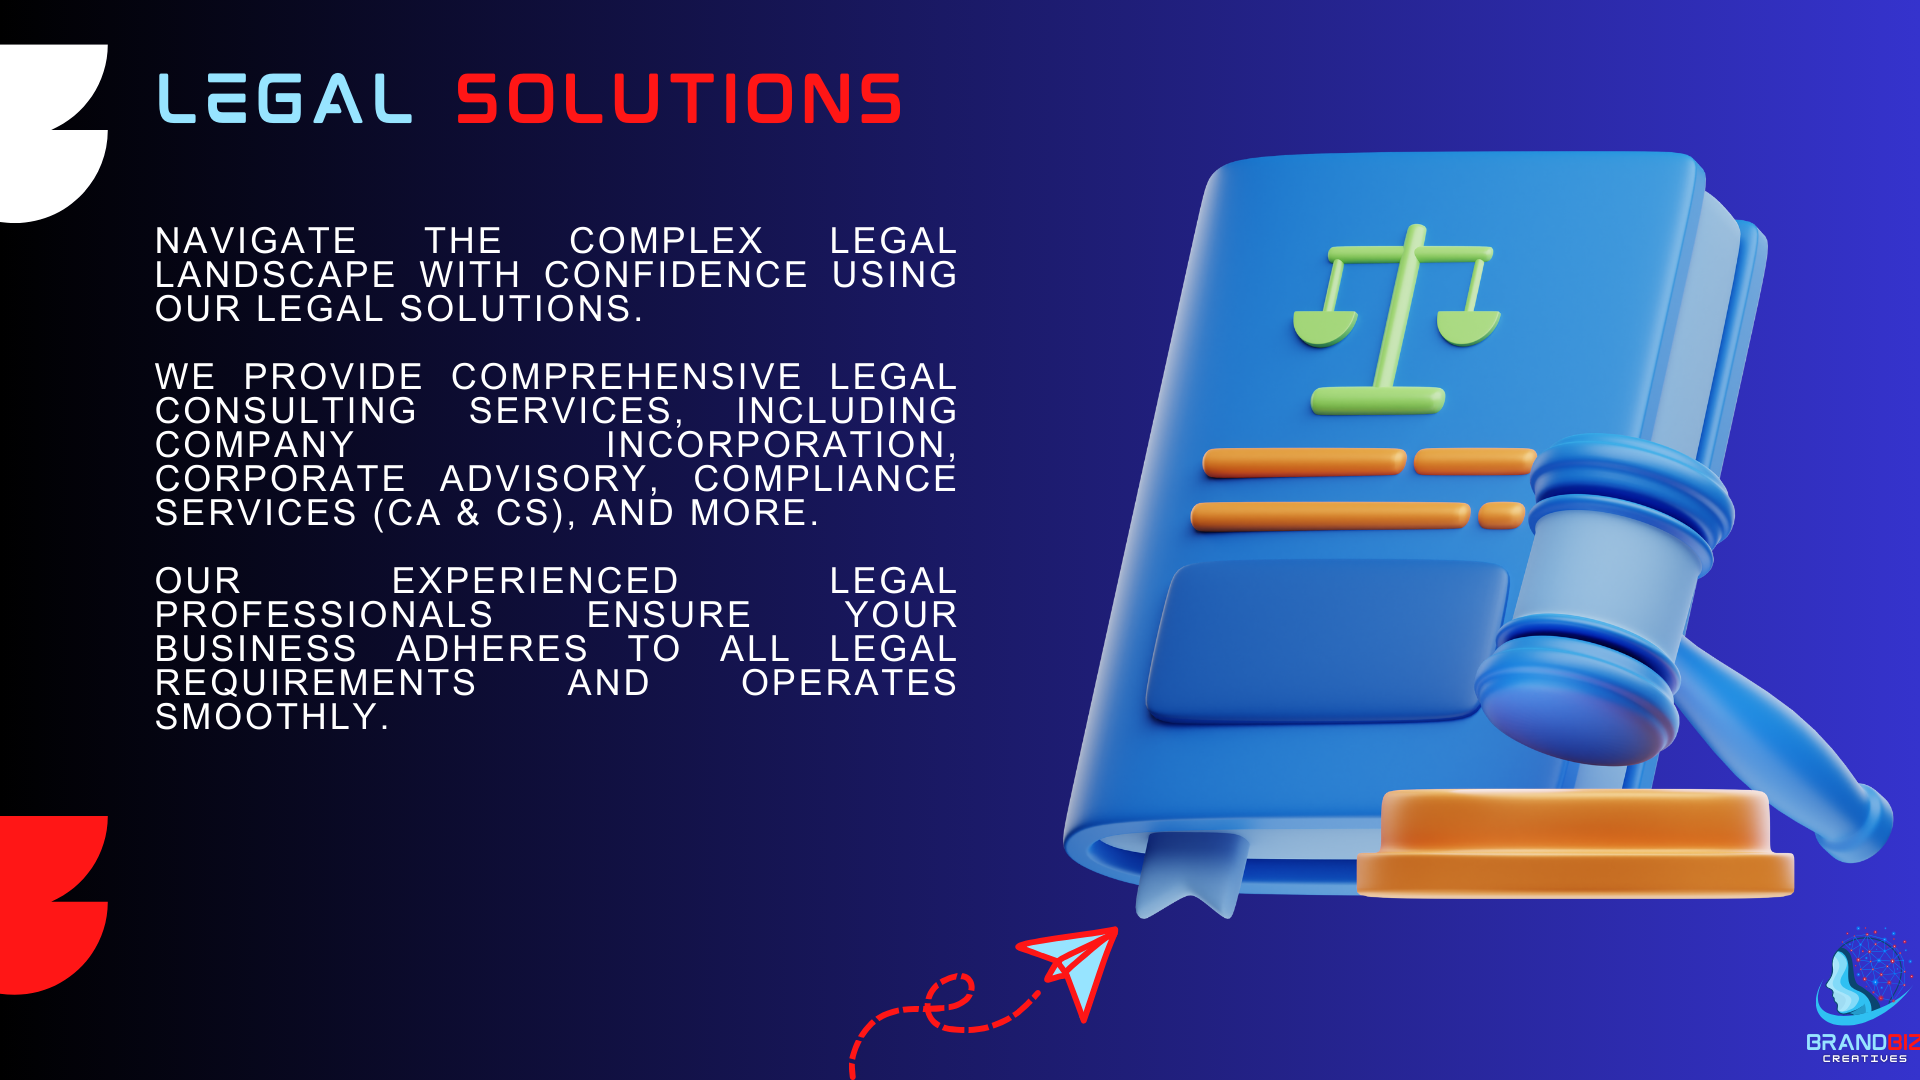 LEGAL SOLUTIONS
NAVIGATE THE COMPLEX LEGAL
LANDSCAPE WITH CONFIDENCE USING
OUR LEGAL SOLUTIONS.
WE PROVIDE COMPREHENSIVE LEGAL
CONSULTING SERVICES, INCLUDING
COMPANY INCORPORATION,
CORPORATE ADVISORY, COMPLIANCE
SERVICES (CA & CS), AND MORE.
OUR EXPERIENCED LEGAL
PROFESSIONALS ENSURE YOUR
BUSINESS ADHERES TO ALL LEGAL
REQUIREMENTS AND OPERATES
SMOOTHLY.
BRANDBIZ
CREATIVES